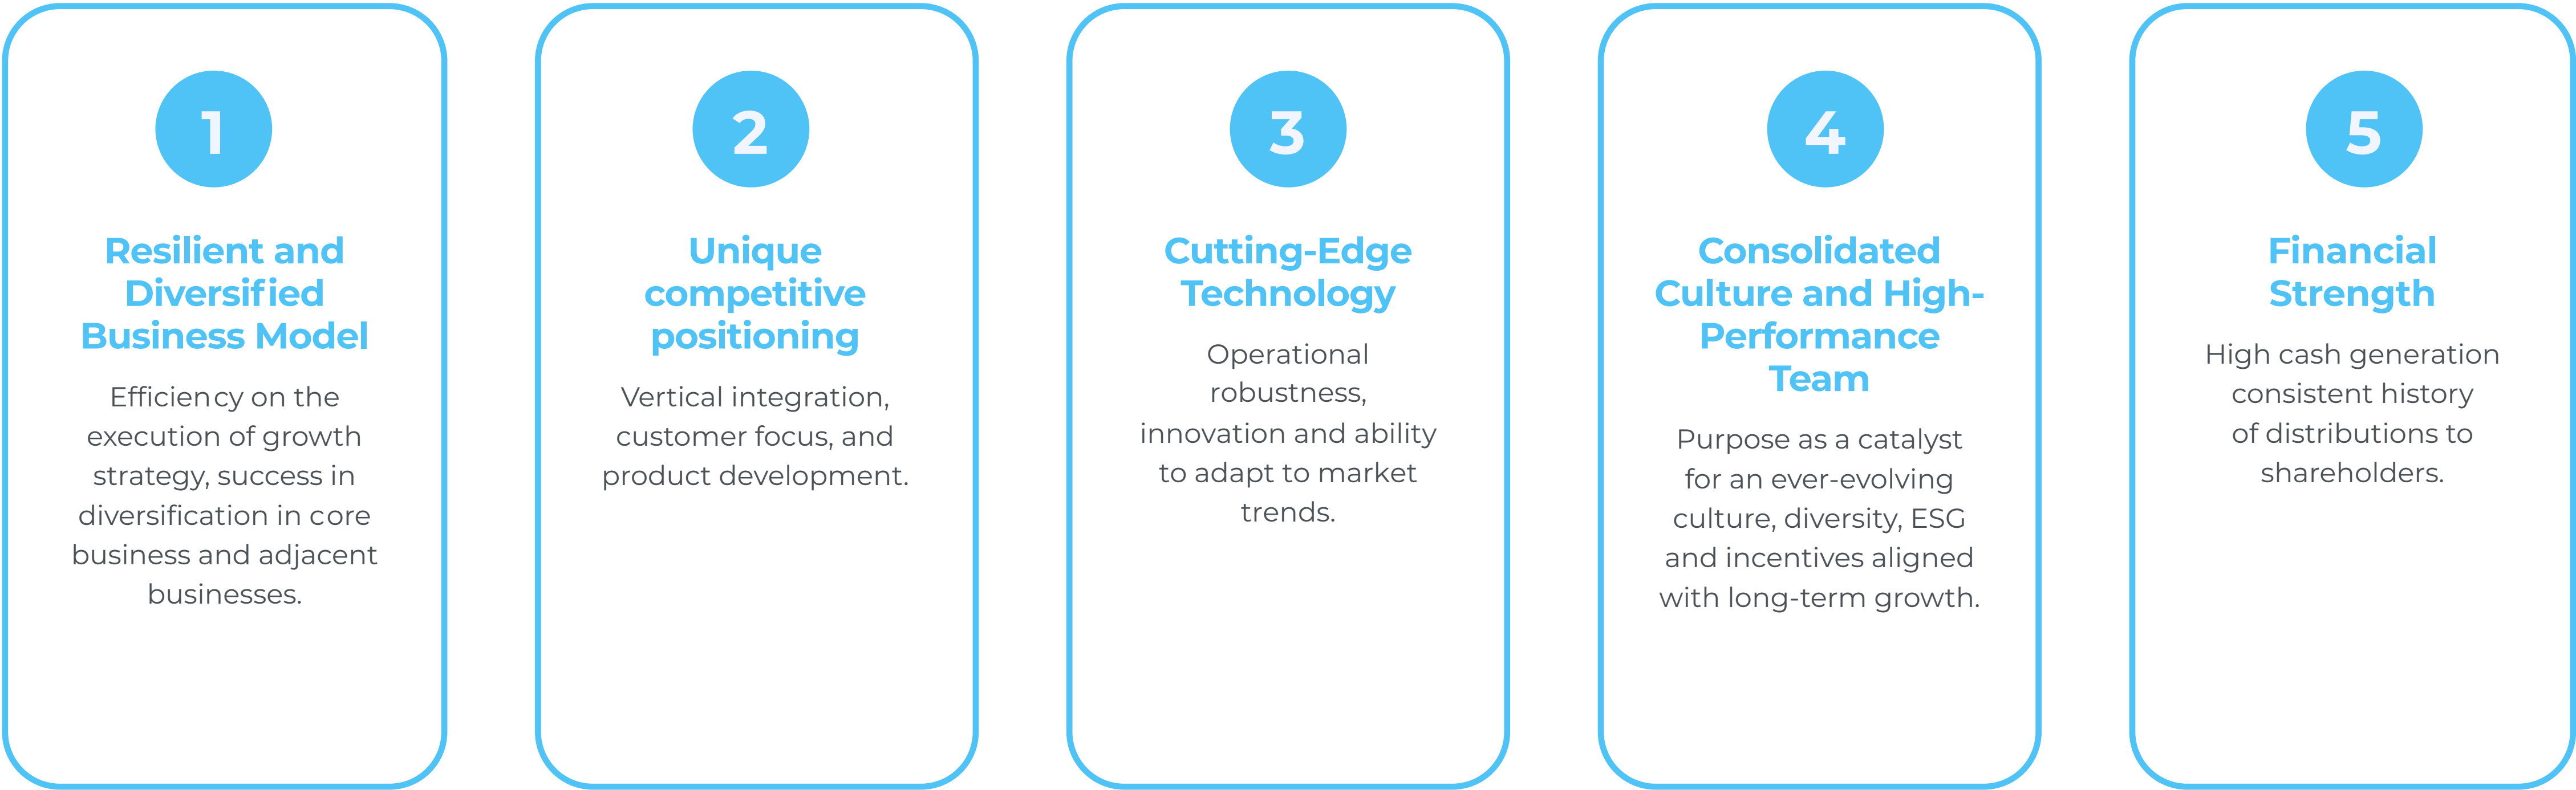 1
Resilient and
Diversified
Business Model
Efficiency on the
execution of growth
strategy, success in
diversification in core
business and adjacent
businesses.
2
Unique
competitive
positioning
Vertical integration,
customer focus, and
product development.
3
Cutting-Edge
Technology
Operational
robustness,
innovation and ability
to adapt to market
trends.
4
Consolidated
Culture and High-
Performance
Team
Purpose as a catalyst
for an ever-evolving
culture, diversity, ESG
and incentives aligned
with long-term growth.
5
Financial
Strength
High cash generation
consistent history
of distributions to
shareholders.